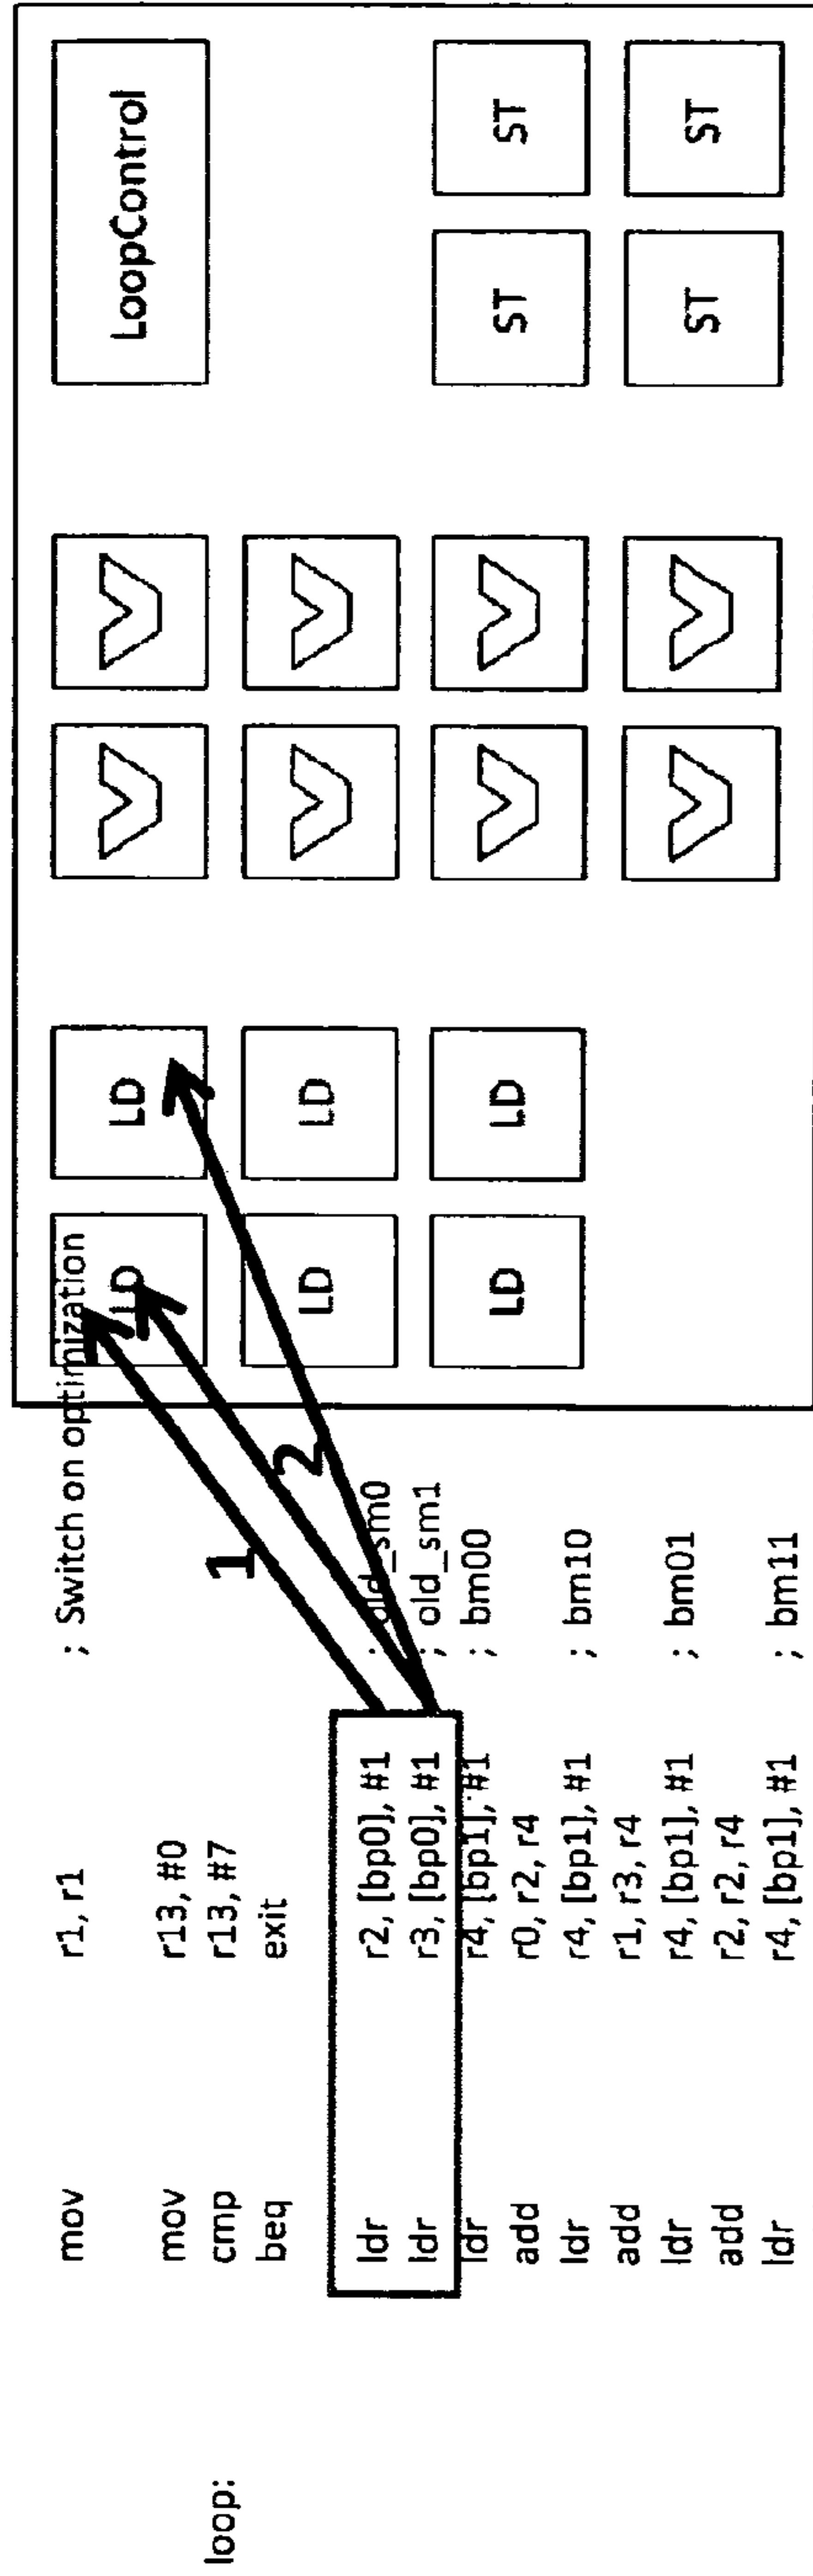 mov r1, r1 ; Switch on optimization
mov r13, #0
loop: cmp r13, #7
beq exit
ldr r2, [bp0], #1 ; old_sm0
ldr r3, [bp0], #1 ; old_sm1
ldr r4, [bp1], #1 ; bm00
add r0, r2, r4
ldr r4, [bp1], #1 ; bm10
add r1, r3, r4
ldr r4, [bp1], #1 ; bm01
add r2, r2, r4
ldr r4, [bp1], #1 ; bm11
1
2
LD LD LoopControl
LD LD
LD LD ST ST
ST ST